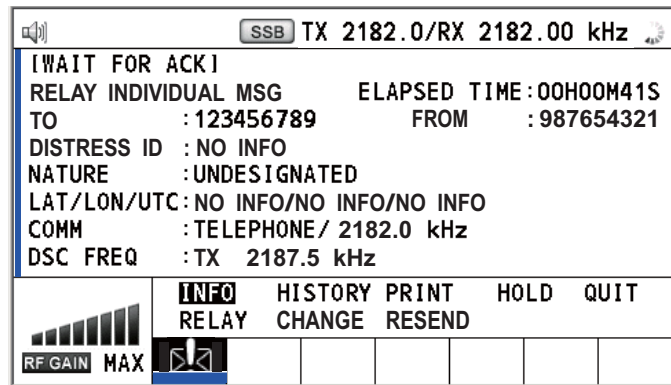 SSB TX 2182.0/RX 2182.00 kHz
[WAIT FOR ACK]
RELAY INDIVIDUAL MSG ELAPSED TIME:00H00M41S
TO :123456789 FROM :987654321
DISTRESS ID : NO INFO
NATURE :UNDESIGNATED
LAT/LON/UTC:NO INFO/NO INFO/NO INFO
COMM :TELEPHONE/ 2182.0 kHz
DSC FREQ :TX 2187.5 kHz
INFO HISTORY PRINT HOLD QUIT
RELAY CHANGE RESEND
RF GAIN MAX